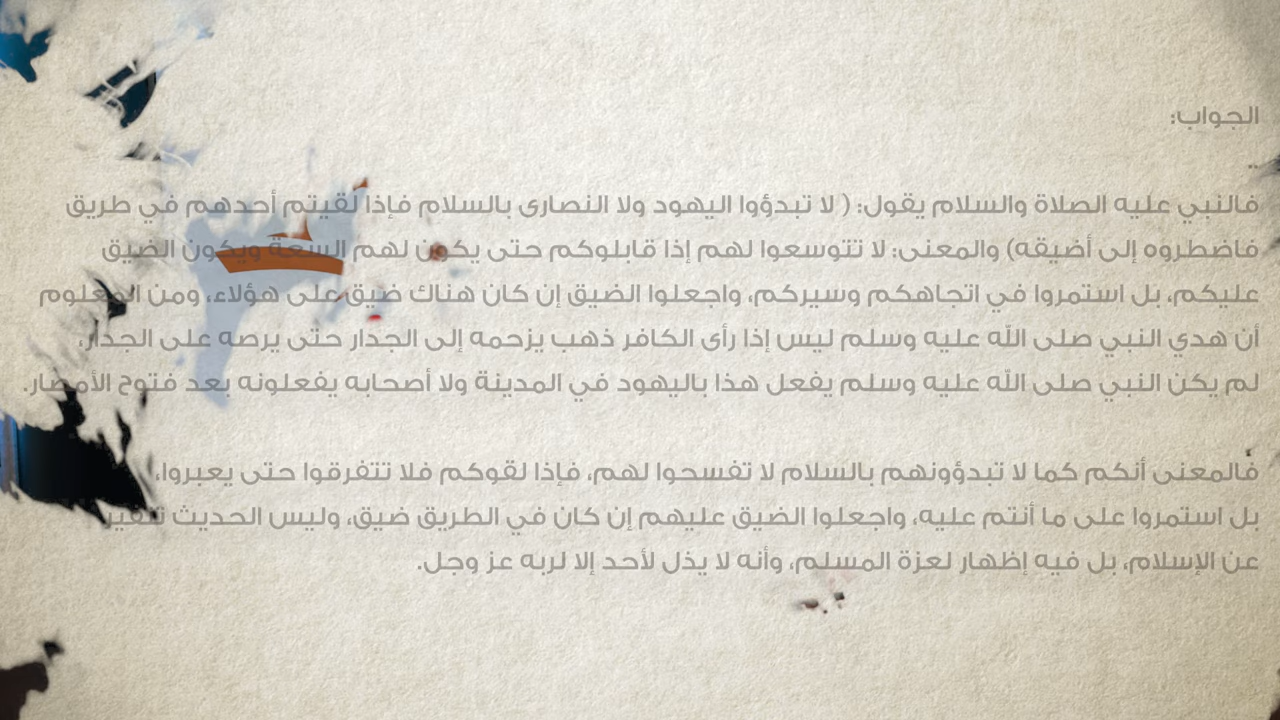 الجواب:
..
فالنبي عليه الصلاة والسلام يقول: ( لا تبدؤوا اليهود ولا النصارى بالسلام فإذا لقيتم أحدهم في طريق
فاضطروه إلى أضيقه) والمعنى: لا تتوسعوا لهم إذا قابلوكم حتى يكون لهم السعة ويكون الضيق
عليكم، بل استمروا في اتجاهكم وسيركم، واجعلوا الضيق إن كان هناك ضيق على هؤلاء، ومن المعلوم
أن هدي النبي صلى الله عليه وسلم ليس إذا رأى الكافر ذهب يزحمه إلى الجدار حتى يرصه على الجدار،
لم يكن النبي صلى الله عليه وسلم يفعل هذا باليهود في المدينة ولا أصحابه يفعلونه بعد فتوح الأمصار.
فالمعنى أنكم كما لا تبدؤونهم بالسلام لا تفسحوا لهم، فإذا لقوكم فلا تتفرقوا حتى يعبروا،
بل استمروا على ما أنتم عليه، واجعلوا الضيق عليهم إن كان في الطريق ضيق، وليس الحديث تنفيرا
عن الإسلام، بل فيه إظهار لعزة المسلم، وأنه لا يذل لأحد إلا لربه عز وجل.